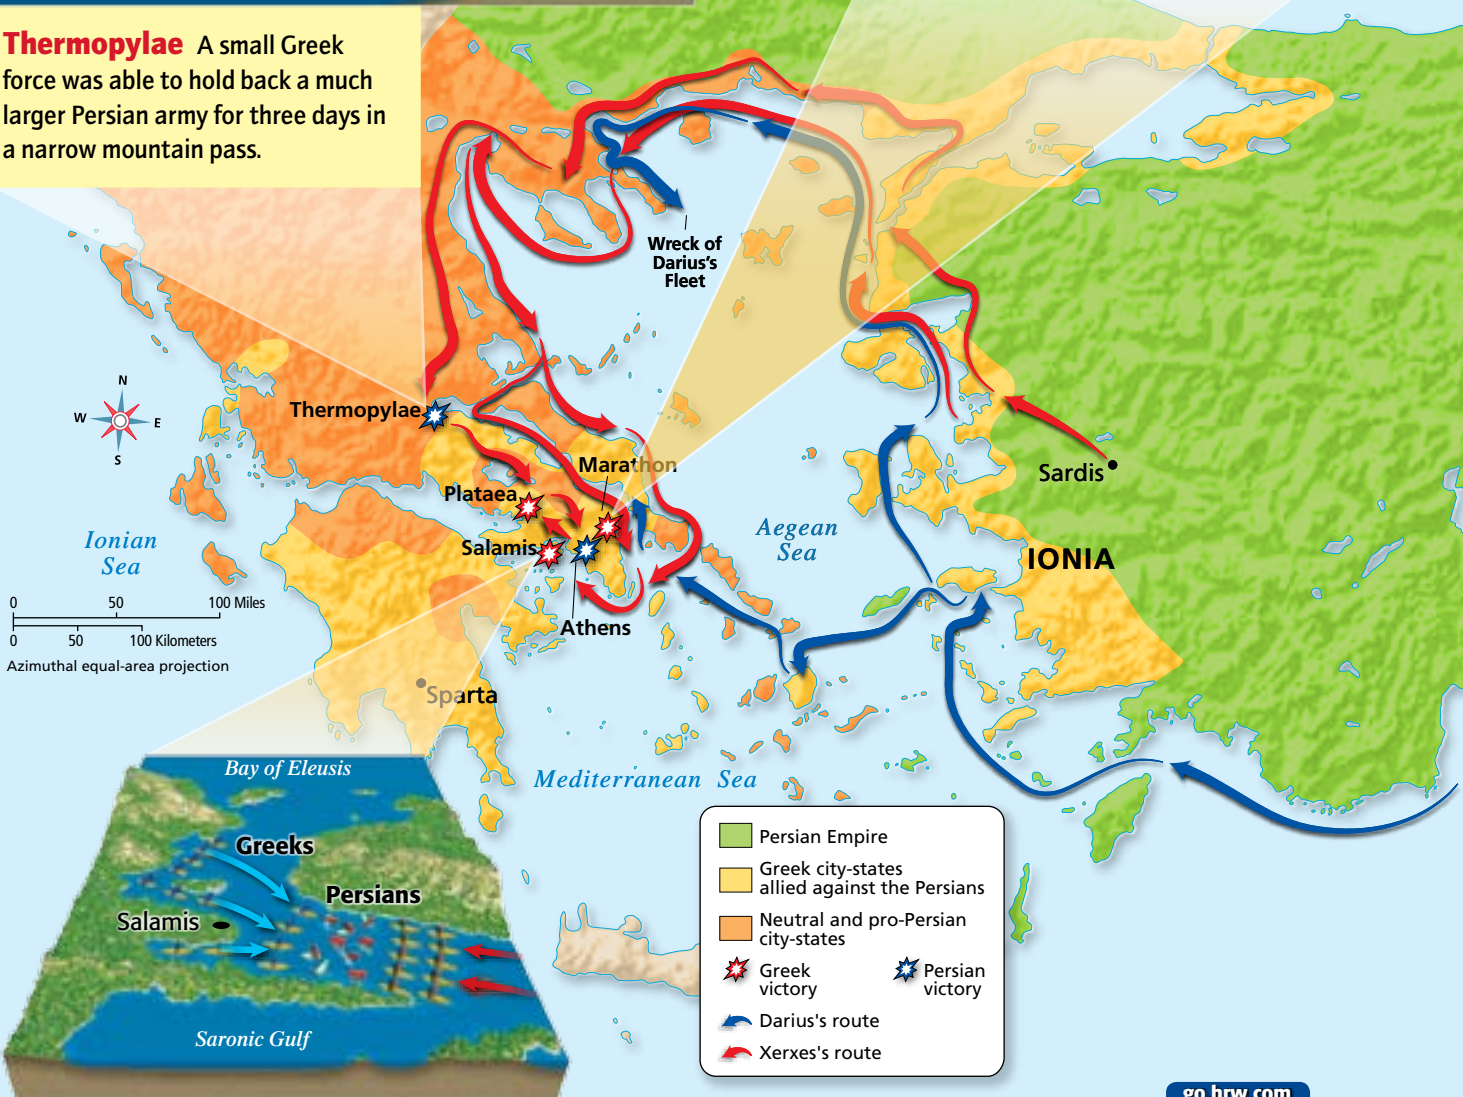 Thermopylae A small Greek
force was able to hold back a much
larger Persian army for three days in
a narrow mountain pass.
Wreck of
Darius's
Fleet
N
W
E
S
Thermopylae
Marathon
Plataea
Salamis
Athens
Sparta
Sardis
IONIA
Aegean
Sea
Ionian
Sea
0 50 100 Miles
0 50 100 Kilometers
Azimuthal equal-area projection
Mediterranean Sea
Bay of Eleusis
Greeks
Persians
Salamis
Saronic Gulf
Persian Empire
Greek city-states
allied against the Persians
Neutral and pro-Persian
city-states
Greek
victory
Persian
victory
Darius's route
Xerxes's route
go.hrw.com